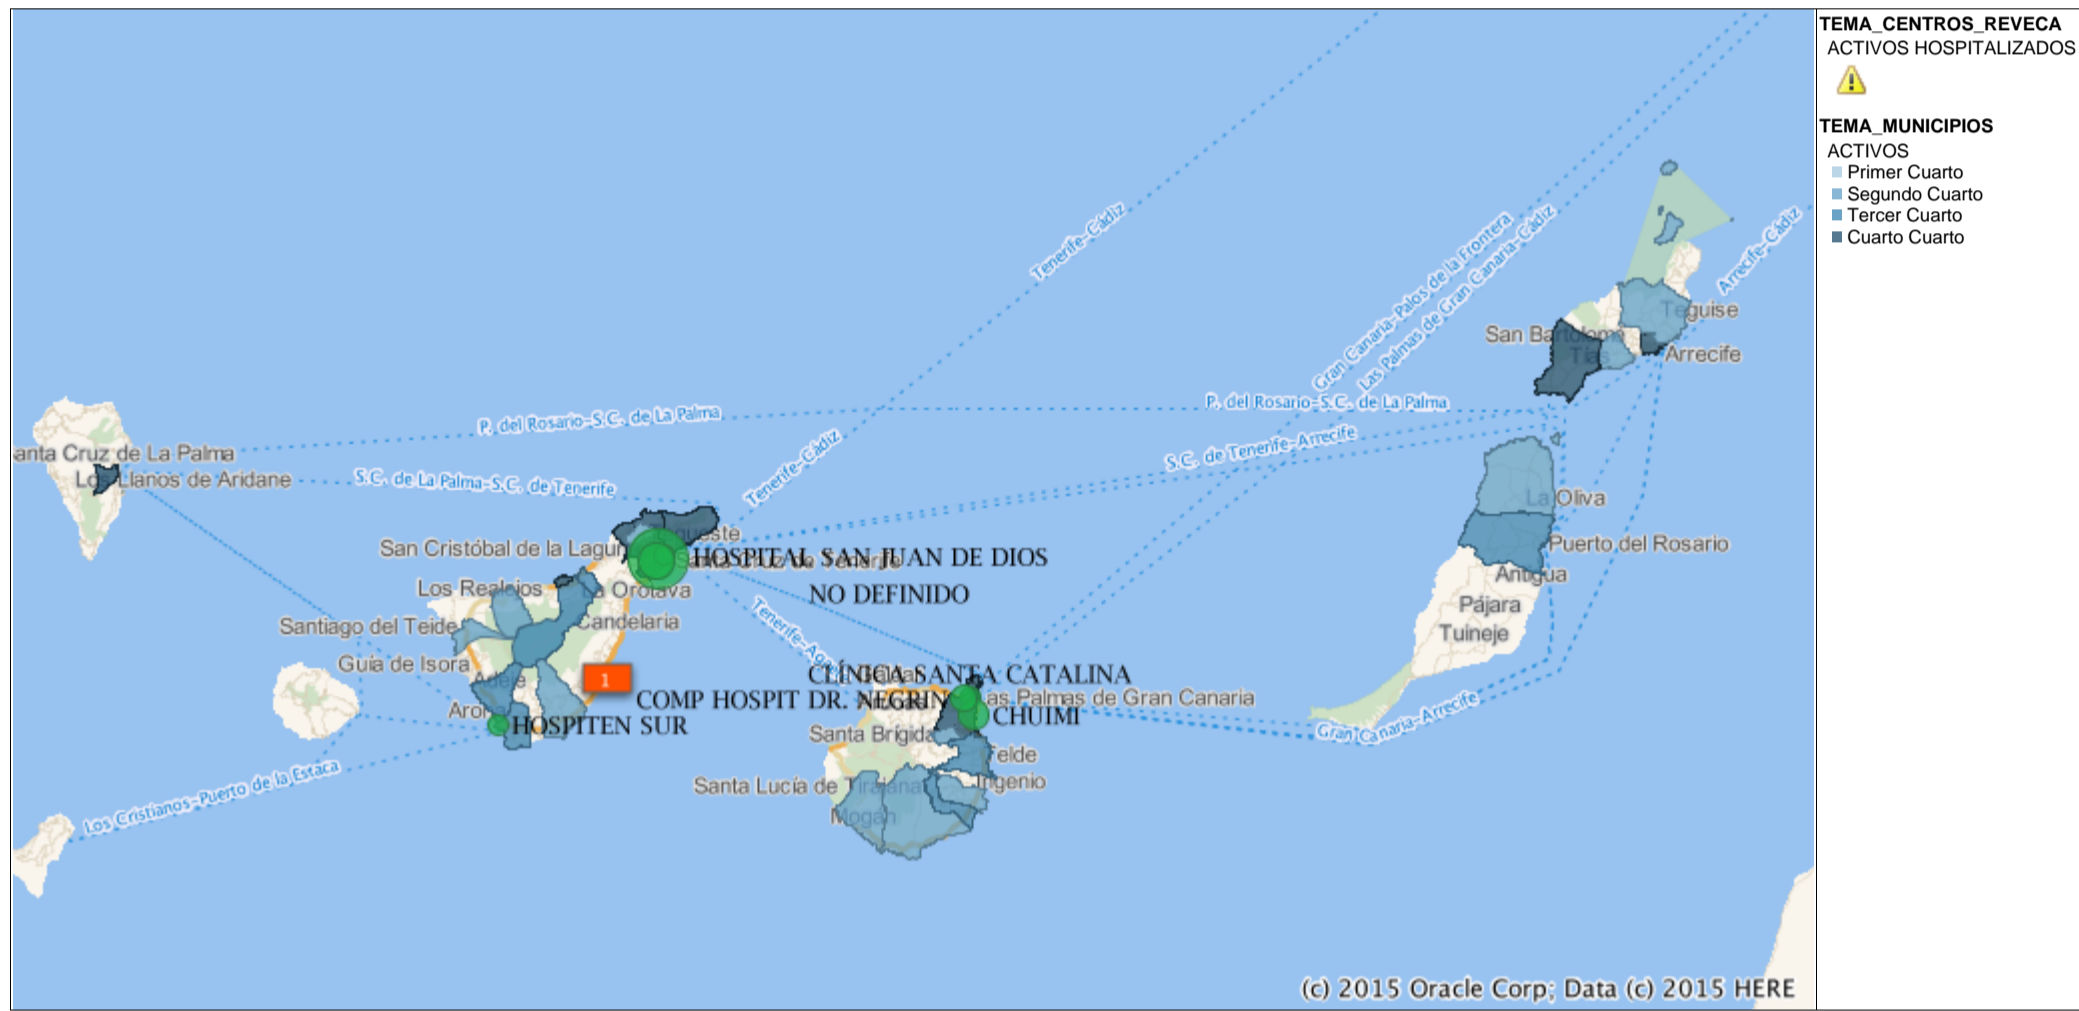 TEMA_CENTROS_REVECA
ACTIVOS HOSPITALIZADOS
TEMA_MUNICIPIOS
ACTIVOS
Primer Cuarto
Segundo Cuarto
Tercer Cuarto
Cuarto Cuarto
Tenerife-Cádiz
Gran Canaria-Palos de la Frontera
Las Palmas de Gran Canaria-Cádiz
Arrecife-Cádiz
Teguise
San Bartolomé
Tías
Arrecife
P. del Rosario-S.C. de La Palma
P. del Rosario-S.C. de La Palma
Tenerife-Cádiz
S.C. de Tenerife-Arrecife
anta Cruz de La Palma
Los Llanos de Aridane
S.C. de La Palma-S.C. de Tenerife
La Oliva
Puerto del Rosario
Antigua
Pájara
Tuineje
San Cristóbal de la Lagu
HOSPITAL SAN JUAN DE DIOS
Los Realejos
La Orotava
NO DEFINIDO
Santiago del Teide
Candelaria
Tenerife-Aga
Guía de Isora
Adeje
1
CLÍNICA SANTA CATALINA
COMP HOSPIT DR. NEGRIN
as Palmas de Gran Canaria
Arona
HOSPITEN SUR
CHUIMI
Santa Brígida
Telde
Gran Canaria-Arrecife
Los Cristianos-Puerto de la Estaca
Santa Lucía de Tirajana
Ingenio
Mogán
(c) 2015 Oracle Corp; Data (c) 2015 HERE